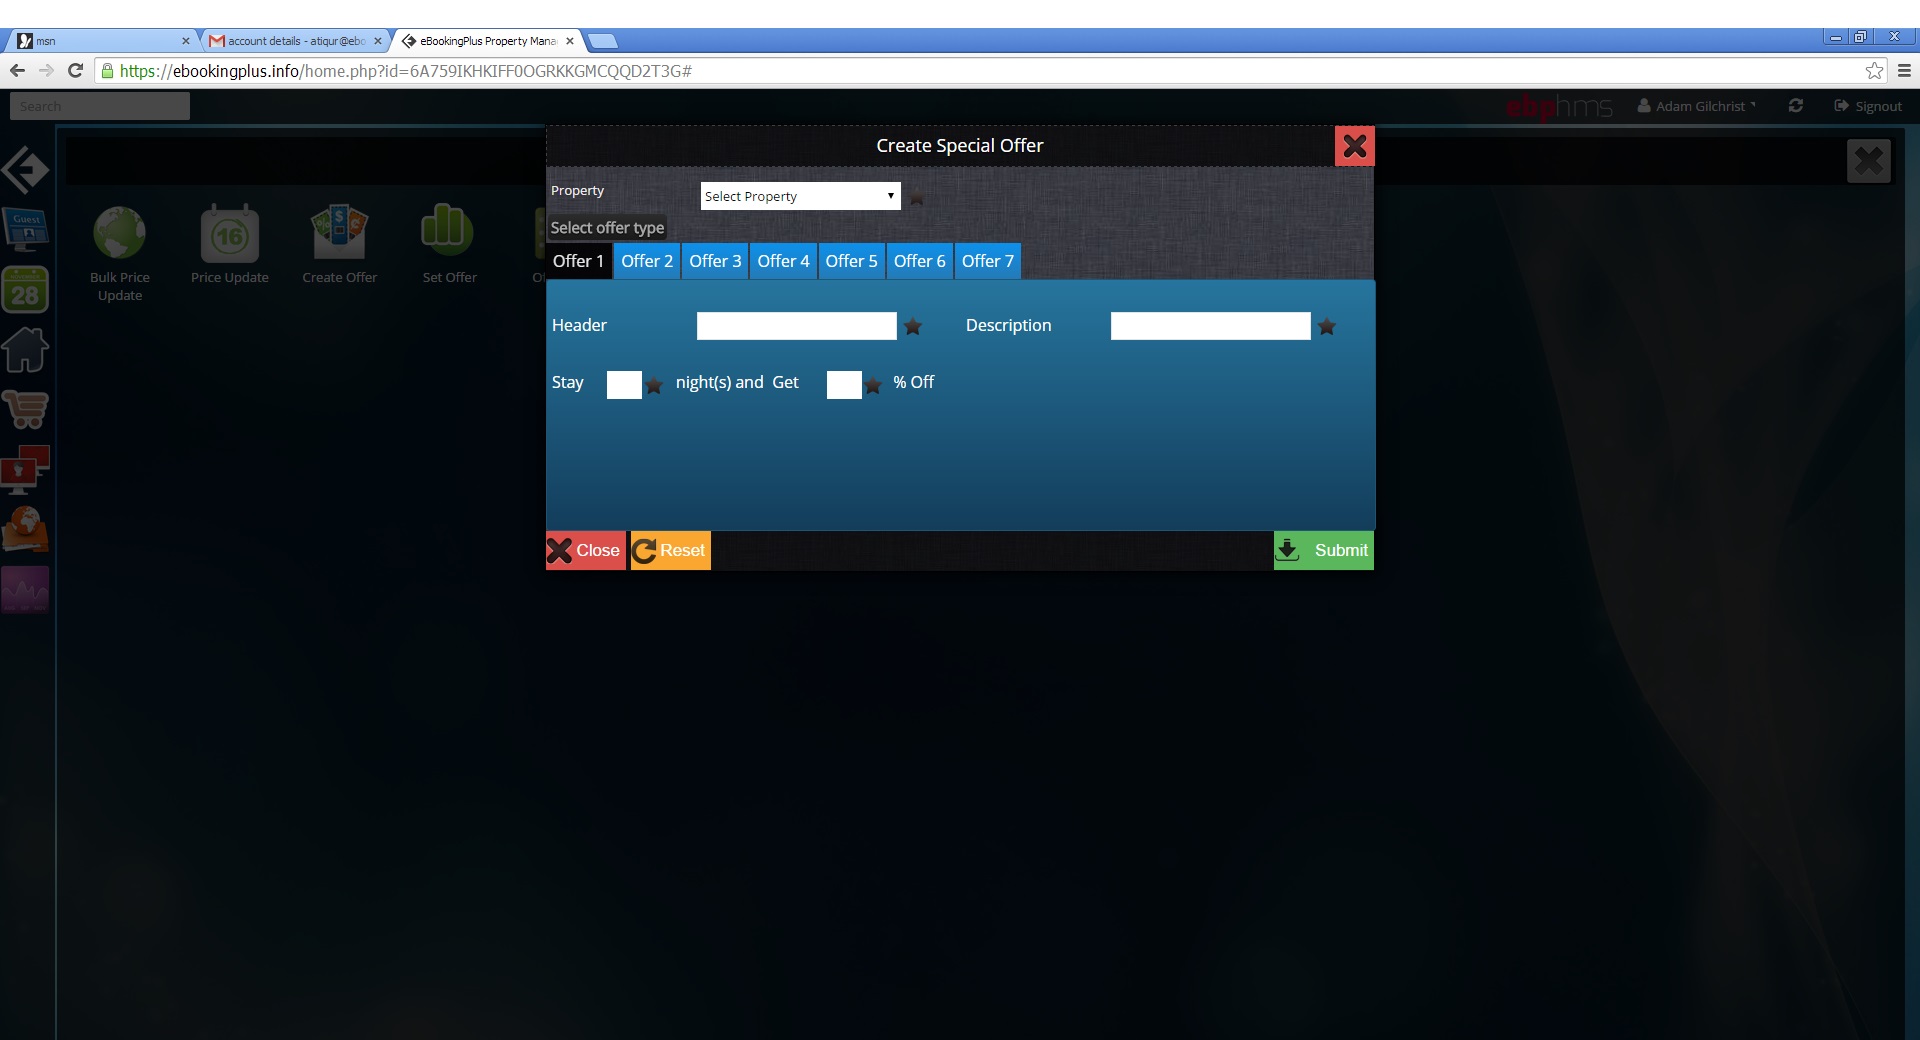 msn
account details - atiqur@ebo
eBookingPlus Property Mana
https://ebookingplus.info/home.php?id=6A759IKHKIFF0OGRKKGMCQQD2T3G#
Search
ebphms
Adam Gilchrist
Signout
Create Special Offer
Property
Select Property
Select offer type
Offer 1 Offer 2 Offer 3 Offer 4 Offer 5 Offer 6 Offer 7
Guest
16
28
Bulk Price Update
Price Update
Create Offer
Set Offer
Header
Description
Stay night(s) and Get % Off
Close
Reset
Submit